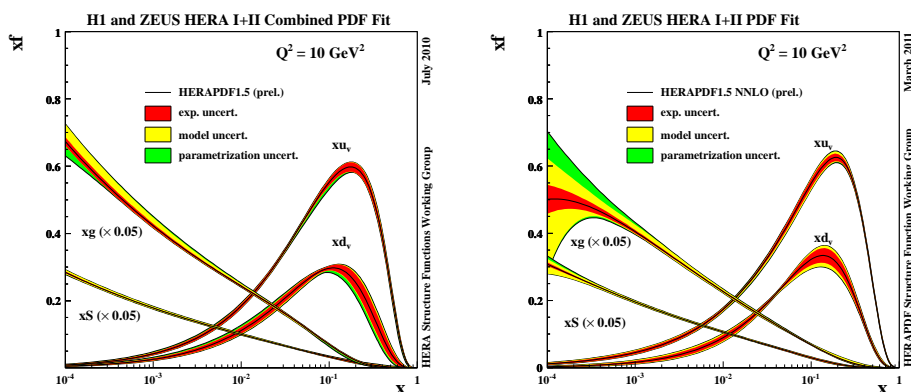 H1 and ZEUS HERA I+II Combined PDF Fit
xf
1
0.8
0.6
0.4
0.2
Q² = 10 GeV²
HERAPDF1.5 (prel.)
exp. uncert.
model uncert.
parametrization uncert.
xuᵥ
xdᵥ
xg (× 0.05)
xS (× 0.05)
10⁻⁴ 10⁻³ 10⁻² 10⁻¹ 1
x
July 2010
HERA Structure Functions Working Group
H1 and ZEUS HERA I+II PDF Fit
xf
1
0.8
0.6
0.4
0.2
0
Q² = 10 GeV²
HERAPDF1.5 NNLO (prel.)
exp. uncert.
model uncert.
parametrization uncert.
xuᵥ
xdᵥ
xg (× 0.05)
xS (× 0.05)
10⁻⁴ 10⁻³ 10⁻² 10⁻¹ 1
x
March 2011
HERAPDF Structure Function Working Group